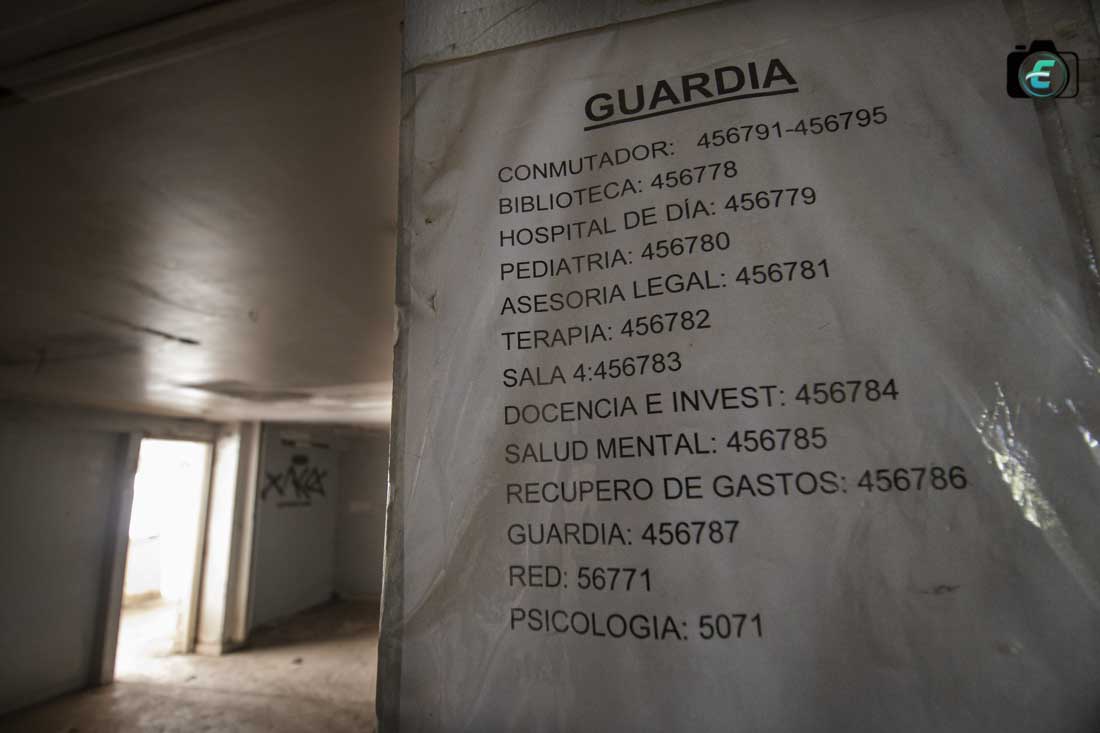 GUARDIA
CONMUTADOR: 456791-456795
BIBLIOTECA: 456778
HOSPITAL DE DÍA: 456779
PEDIATRIA: 456780
ASESORIA LEGAL: 456781
TERAPIA: 456782
SALA 4:456783
DOCENCIA E INVEST: 456784
SALUD MENTAL: 456785
RECUPERO DE GASTOS: 456786
GUARDIA: 456787
RED: 56771
PSICOLOGIA: 5071
E